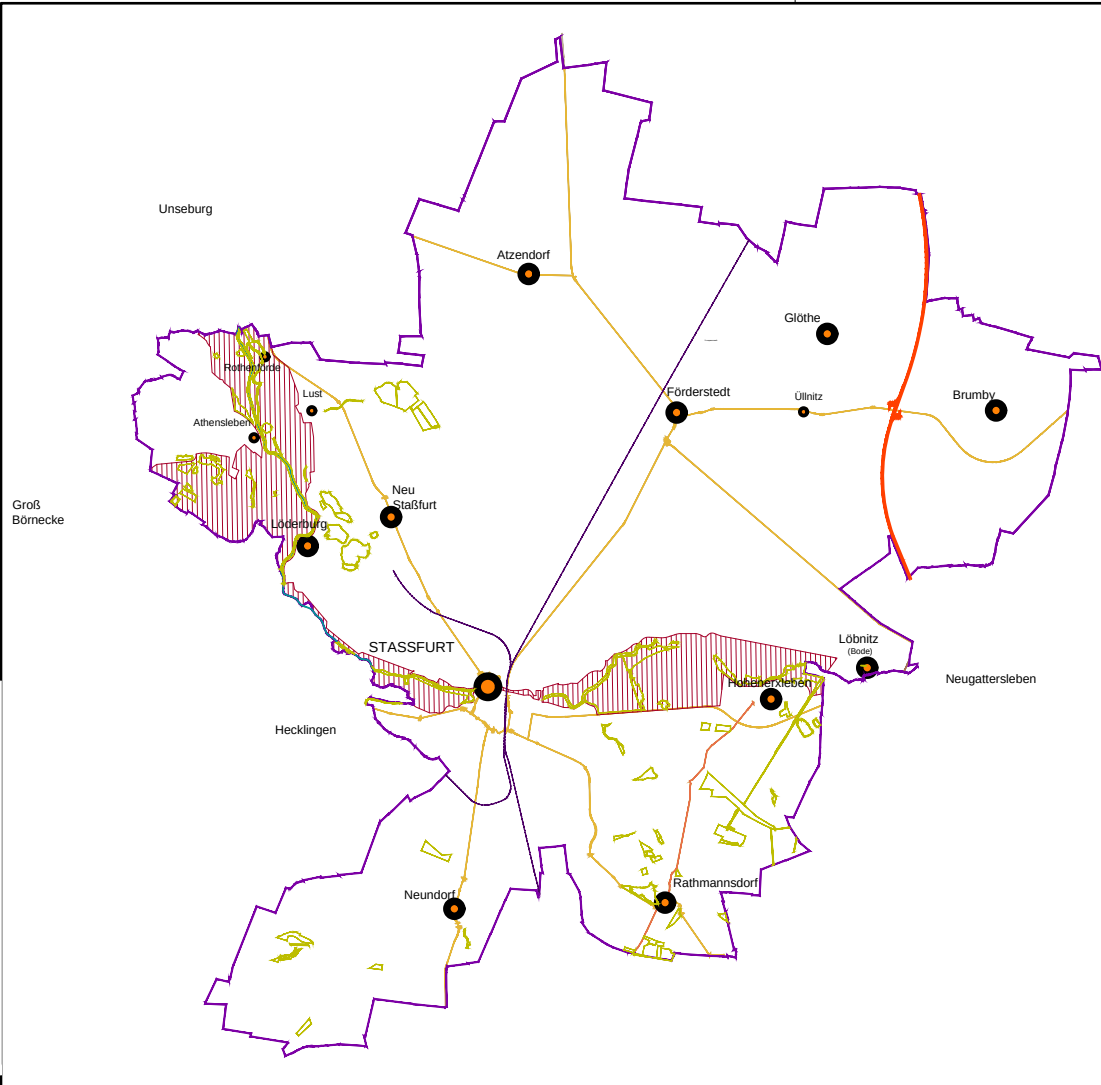 Unseburg
Atzendorf
Glöthe
Rothenförde
Lust
Förderstedt
Üllnitz
Brumby
Athensleben
Neu
Staßfurt
Groß
Börnecke
Löderburg
STASSFURT
Löbnitz
(Bode)
Hohenerxleben
Neugattersleben
Hecklingen
Rathmannsdorf
Neundorf